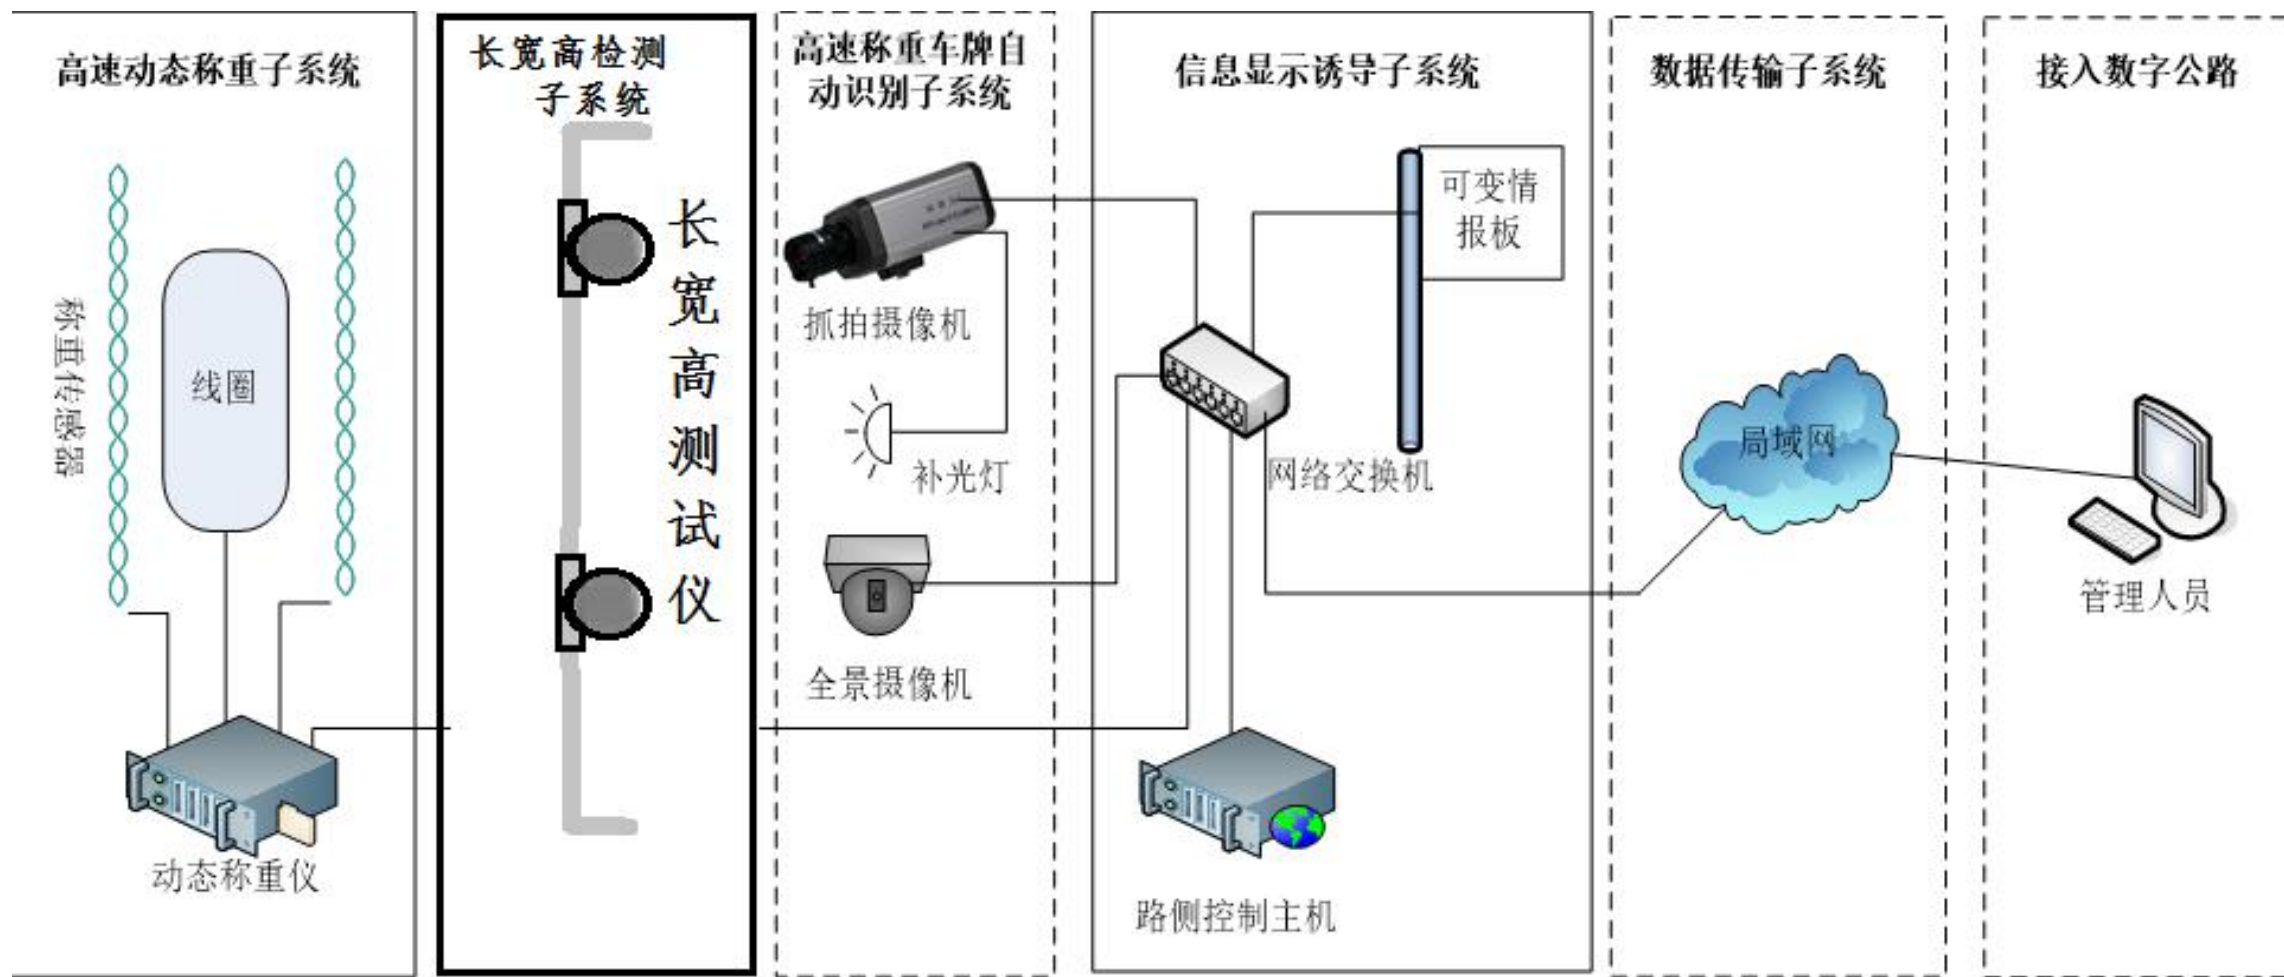 高速动态称重子系统
称重传感器
线圈
动态称重仪
长宽高检测
子系统
长宽高测试仪
高速称重车牌自
动识别子系统
抓拍摄像机
补光灯
全景摄像机
信息显示诱导子系统
可变情
报板
网络交换机
路侧控制主机
数据传输子系统
局域网
接入数字公路
管理人员